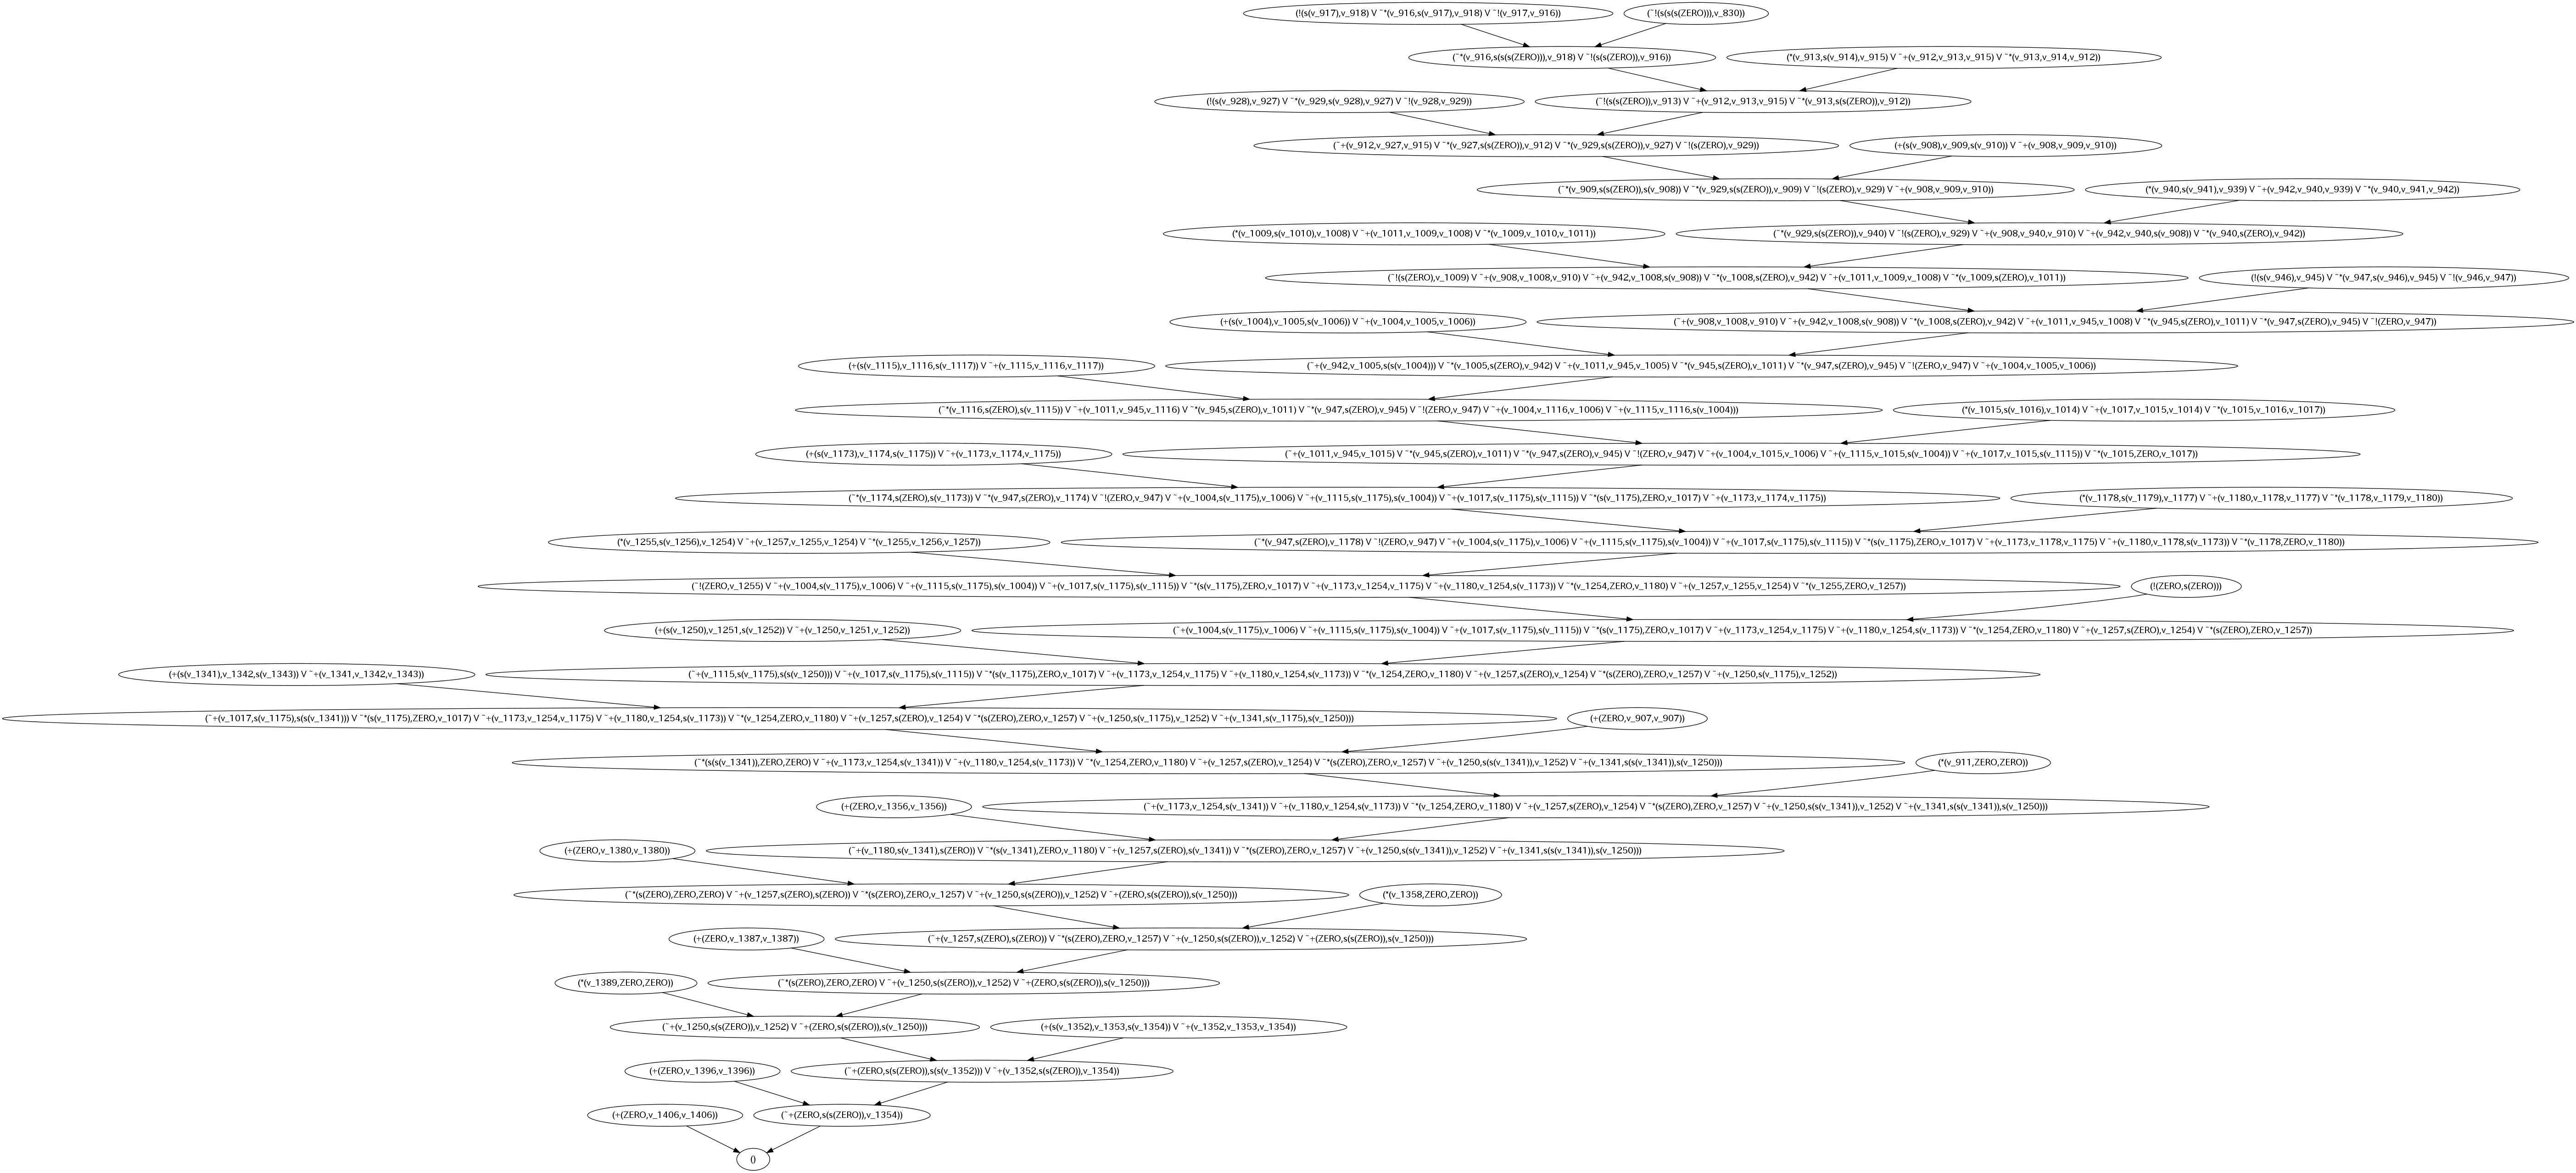 (!(s(v_917),v_918) V ¯*(v_916,s(v_917),v_918) V ¯!(v_917,v_916))
(¯!(s(s(s(ZERO))),v_830))
(¯*(v_916,s(s(s(ZERO))),v_918) V ¯!(s(s(ZERO)),v_916))
(*(v_913,s(v_914),v_915) V ¯+(v_912,v_913,v_915) V ¯*(v_913,v_914,v_912))
(!(s(v_928),v_927) V ¯*(v_929,s(v_928),v_927) V ¯!(v_928,v_929))
(¯!(s(s(ZERO)),v_913) V ¯+(v_912,v_913,v_915) V ¯*(v_913,s(s(ZERO)),v_912))
(¯+(v_912,v_927,v_915) V ¯*(v_927,s(s(ZERO)),v_912) V ¯*(v_929,s(s(ZERO)),v_927) V ¯!(s(ZERO),v_929))
(+(s(v_908),v_909,s(v_910)) V ¯+(v_908,v_909,v_910))
(¯*(v_909,s(s(ZERO)),s(v_908)) V ¯*(v_929,s(s(ZERO)),v_909) V ¯!(s(ZERO),v_929) V ¯+(v_908,v_909,v_910))
(*(v_940,s(v_941),v_939) V ¯+(v_942,v_940,v_939) V ¯*(v_940,v_941,v_942))
(*(v_1009,s(v_1010),v_1008) V ¯+(v_1011,v_1009,v_1008) V ¯*(v_1009,v_1010,v_1011))
(¯*(v_929,s(s(ZERO)),v_940) V ¯!(s(ZERO),v_929) V ¯+(v_908,v_940,v_910) V ¯+(v_942,v_940,s(v_908)) V ¯*(v_940,s(ZERO),v_942))
(¯!(s(ZERO),v_1009) V ¯+(v_908,v_1008,v_910) V ¯+(v_942,v_1008,s(v_908)) V ¯*(v_1008,s(ZERO),v_942) V ¯+(v_1011,v_1009,v_1008) V ¯*(v_1009,s(ZERO),v_1011))
(!(s(v_946),v_945) V ¯*(v_947,s(v_946),v_945) V ¯!(v_946,v_947))
(+(s(v_1004),v_1005,s(v_1006)) V ¯+(v_1004,v_1005,v_1006))
(¯+(v_908,v_1008,v_910) V ¯+(v_942,v_1008,s(v_908)) V ¯*(v_1008,s(ZERO),v_942) V ¯+(v_1011,v_945,v_1008) V ¯*(v_945,s(ZERO),v_1011) V ¯*(v_947,s(ZERO),v_945) V ¯!(ZERO,v_947))
(+(s(v_1115),v_1116,s(v_1117)) V ¯+(v_1115,v_1116,v_1117))
(¯+(v_942,v_1005,s(s(v_1004))) V ¯*(v_1005,s(ZERO),v_942) V ¯+(v_1011,v_945,v_1005) V ¯*(v_945,s(ZERO),v_1011) V ¯*(v_947,s(ZERO),v_945) V ¯!(ZERO,v_947) V ¯+(v_1004,v_1005,v_1006))
(¯*(v_1116,s(ZERO),s(v_1115)) V ¯+(v_1011,v_945,v_1116) V ¯*(v_945,s(ZERO),v_1011) V ¯*(v_947,s(ZERO),v_945) V ¯!(ZERO,v_947) V ¯+(v_1004,v_1116,v_1006) V ¯+(v_1115,v_1116,s(v_1004)))
(*(v_1015,s(v_1016),v_1014) V ¯+(v_1017,v_1015,v_1014) V ¯*(v_1015,v_1016,v_1017))
(+(s(v_1173),v_1174,s(v_1175)) V ¯+(v_1173,v_1174,v_1175))
(¯+(v_1011,v_945,v_1015) V ¯*(v_945,s(ZERO),v_1011) V ¯*(v_947,s(ZERO),v_945) V ¯!(ZERO,v_947) V ¯+(v_1004,v_1015,v_1006) V ¯+(v_1115,v_1015,s(v_1004)) V ¯+(v_1017,v_1015,s(v_1115)) V ¯*(v_1015,ZERO,v_1017))
(¯*(v_1174,s(ZERO),s(v_1173)) V ¯*(v_947,s(ZERO),v_1174) V ¯!(ZERO,v_947) V ¯+(v_1004,s(v_1175),v_1006) V ¯+(v_1115,s(v_1175),s(v_1004)) V ¯+(v_1017,s(v_1175),s(v_1115)) V ¯*(s(v_1175),ZERO,v_1017) V ¯+(v_1173,v_1174,v_1175))
(*(v_1178,s(v_1179),v_1177) V ¯+(v_1180,v_1178,v_1177) V ¯*(v_1178,v_1179,v_1180))
(*(v_1255,s(v_1256),v_1254) V ¯+(v_1257,v_1255,v_1254) V ¯*(v_1255,v_1256,v_1257))
(¯*(v_947,s(ZERO),v_1178) V ¯!(ZERO,v_947) V ¯+(v_1004,s(v_1175),v_1006) V ¯+(v_1115,s(v_1175),s(v_1004)) V ¯+(v_1017,s(v_1175),s(v_1115)) V ¯*(s(v_1175),ZERO,v_1017) V ¯+(v_1173,v_1178,v_1175) V ¯+(v_1180,v_1178,s(v_1173)) V ¯*(v_1178,ZERO,v_1180))
(¯!(ZERO,v_1255) V ¯+(v_1004,s(v_1175),v_1006) V ¯+(v_1115,s(v_1175),s(v_1004)) V ¯+(v_1017,s(v_1175),s(v_1115)) V ¯*(s(v_1175),ZERO,v_1017) V ¯+(v_1173,v_1254,v_1175) V ¯+(v_1180,v_1254,s(v_1173)) V ¯*(v_1254,ZERO,v_1180) V ¯+(v_1257,v_1255,v_1254) V ¯*(v_1255,ZERO,v_1257))
(!(ZERO,s(ZERO)))
(+(s(v_1250),v_1251,s(v_1252)) V ¯+(v_1250,v_1251,v_1252))
(¯+(v_1004,s(v_1175),v_1006) V ¯+(v_1115,s(v_1175),s(v_1004)) V ¯+(v_1017,s(v_1175),s(v_1115)) V ¯*(s(v_1175),ZERO,v_1017) V ¯+(v_1173,v_1254,v_1175) V ¯+(v_1180,v_1254,s(v_1173)) V ¯*(v_1254,ZERO,v_1180) V ¯+(v_1257,s(ZERO),v_1254) V ¯*(s(ZERO),ZERO,v_1257))
(+(s(v_1341),v_1342,s(v_1343)) V ¯+(v_1341,v_1342,v_1343))
(¯+(v_1115,s(v_1175),s(s(v_1250))) V ¯+(v_1017,s(v_1175),s(v_1115)) V ¯*(s(v_1175),ZERO,v_1017) V ¯+(v_1173,v_1254,v_1175) V ¯+(v_1180,v_1254,s(v_1173)) V ¯*(v_1254,ZERO,v_1180) V ¯+(v_1257,s(ZERO),v_1254) V ¯*(s(ZERO),ZERO,v_1257) V ¯+(v_1250,s(v_1175),v_1252))
(¯+(v_1017,s(v_1175),s(s(v_1341))) V ¯*(s(v_1175),ZERO,v_1017) V ¯+(v_1173,v_1254,v_1175) V ¯+(v_1180,v_1254,s(v_1173)) V ¯*(v_1254,ZERO,v_1180) V ¯+(v_1257,s(ZERO),v_1254) V ¯*(s(ZERO),ZERO,v_1257) V ¯+(v_1250,s(v_1175),v_1252) V ¯+(v_1341,s(v_1175),s(v_1250)))
(+(ZERO,v_907,v_907))
(¯*(s(s(v_1341)),ZERO,ZERO) V ¯+(v_1173,v_1254,s(v_1341)) V ¯+(v_1180,v_1254,s(v_1173)) V ¯*(v_1254,ZERO,v_1180) V ¯+(v_1257,s(ZERO),v_1254) V ¯*(s(ZERO),ZERO,v_1257) V ¯+(v_1250,s(s(v_1341)),v_1252) V ¯+(v_1341,s(s(v_1341)),s(v_1250)))
(*(v_911,ZERO,ZERO))
(+(ZERO,v_1356,v_1356))
(¯+(v_1173,v_1254,s(v_1341)) V ¯+(v_1180,v_1254,s(v_1173)) V ¯*(v_1254,ZERO,v_1180) V ¯+(v_1257,s(ZERO),v_1254) V ¯*(s(ZERO),ZERO,v_1257) V ¯+(v_1250,s(s(v_1341)),v_1252) V ¯+(v_1341,s(s(v_1341)),s(v_1250)))
(+(ZERO,v_1380,v_1380))
(¯+(v_1180,s(v_1341),s(ZERO)) V ¯*(s(v_1341),ZERO,v_1180) V ¯+(v_1257,s(ZERO),s(v_1341)) V ¯*(s(ZERO),ZERO,v_1257) V ¯+(v_1250,s(s(v_1341)),v_1252) V ¯+(v_1341,s(s(v_1341)),s(v_1250)))
(¯*(s(ZERO),ZERO,ZERO) V ¯+(v_1257,s(ZERO),s(ZERO)) V ¯*(s(ZERO),ZERO,v_1257) V ¯+(v_1250,s(s(ZERO)),v_1252) V ¯+(ZERO,s(s(ZERO)),s(v_1250)))
(*(v_1358,ZERO,ZERO))
(+(ZERO,v_1387,v_1387))
(¯+(v_1257,s(ZERO),s(ZERO)) V ¯*(s(ZERO),ZERO,v_1257) V ¯+(v_1250,s(s(ZERO)),v_1252) V ¯+(ZERO,s(s(ZERO)),s(v_1250)))
(*(v_1389,ZERO,ZERO))
(¯*(s(ZERO),ZERO,ZERO) V ¯+(v_1250,s(s(ZERO)),v_1252) V ¯+(ZERO,s(s(ZERO)),s(v_1250)))
(¯+(v_1250,s(s(ZERO)),v_1252) V ¯+(ZERO,s(s(ZERO)),s(v_1250)))
(+(s(v_1352),v_1353,s(v_1354)) V ¯+(v_1352,v_1353,v_1354))
(+(ZERO,v_1396,v_1396))
(¯+(ZERO,s(s(ZERO)),s(s(v_1352))) V ¯+(v_1352,s(s(ZERO)),v_1354))
(+(ZERO,v_1406,v_1406))
(¯+(ZERO,s(s(ZERO)),v_1354))
()